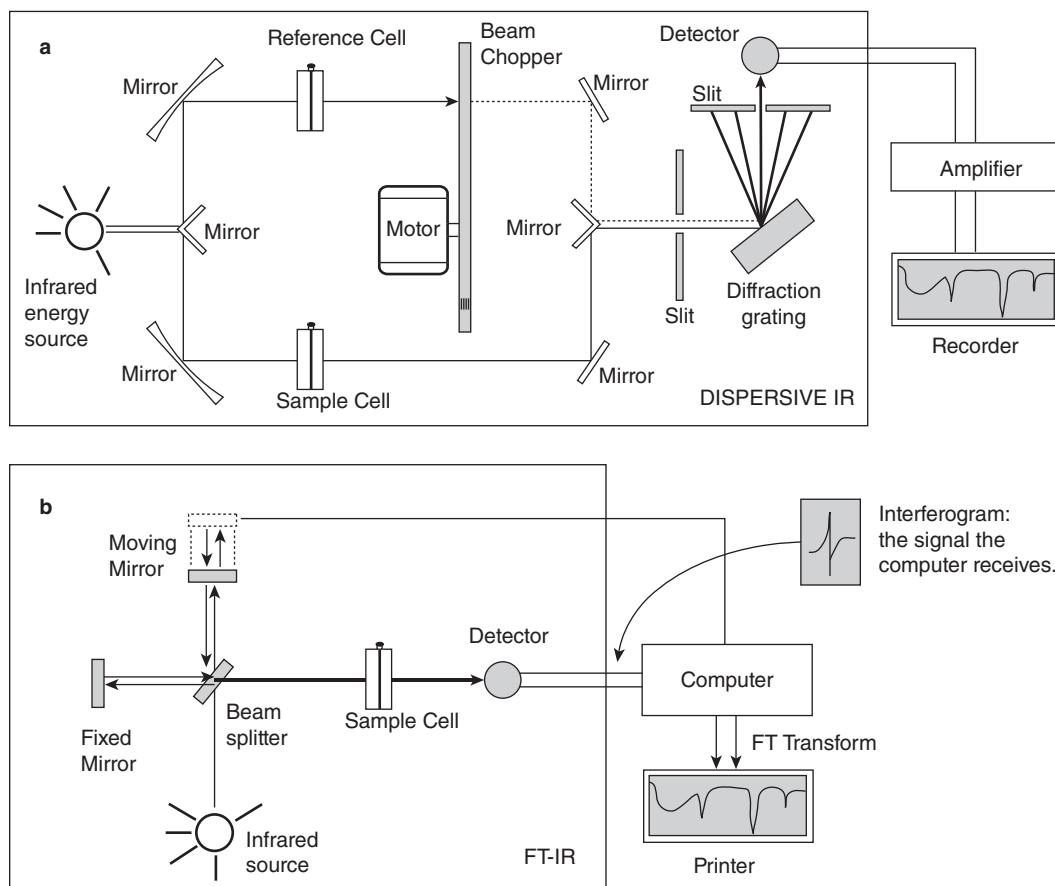 a
Reference Cell
Beam
Chopper
Detector
Mirror
Mirror
Slit
Amplifier
Motor
Mirror
Mirror
Infrared
energy
source
Slit
Diffraction
grating
Recorder
Mirror
Sample Cell
Mirror
DISPERSIVE IR
b
Moving
Mirror
Interferogram:
the signal the
computer receives.
Detector
Computer
Sample Cell
Beam
splitter
Fixed
Mirror
FT Transform
Infrared
source
FT-IR
Printer